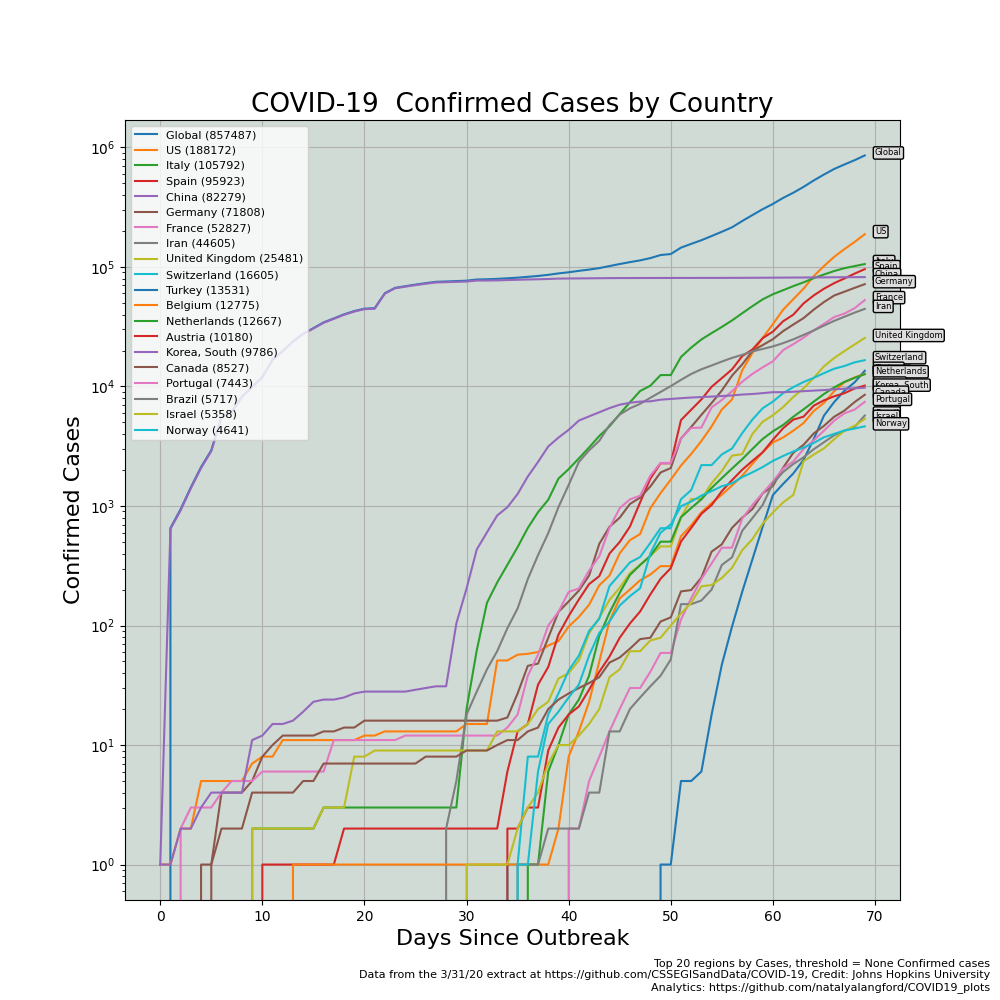 COVID-19  Confirmed Cases by Country
Confirmed Cases
10⁶
10⁵
10⁴
10³
10²
10¹
10⁰
Global (857487)
US (188172)
Italy (105792)
Spain (95923)
China (82279)
Germany (71808)
France (52827)
Iran (44605)
United Kingdom (25481)
Switzerland (16605)
Turkey (13531)
Belgium (12775)
Netherlands (12667)
Austria (10180)
Korea, South (9786)
Canada (8527)
Portugal (7443)
Brazil (5717)
Israel (5358)
Norway (4641)
Global
US
Spain
China
Germany
France
Iran
United Kingdom
Switzerland
Netherlands
Korea, South
Canada
Portugal
Israel
Norway
0 10 20 30 40 50 60 70
Days Since Outbreak
Top 20 regions by Cases, threshold = None Confirmed cases
Data from the 3/31/20 extract at https://github.com/CSSEGISandData/COVID-19, Credit: Johns Hopkins University
Analytics: https://github.com/natalyalangford/COVID19_plots